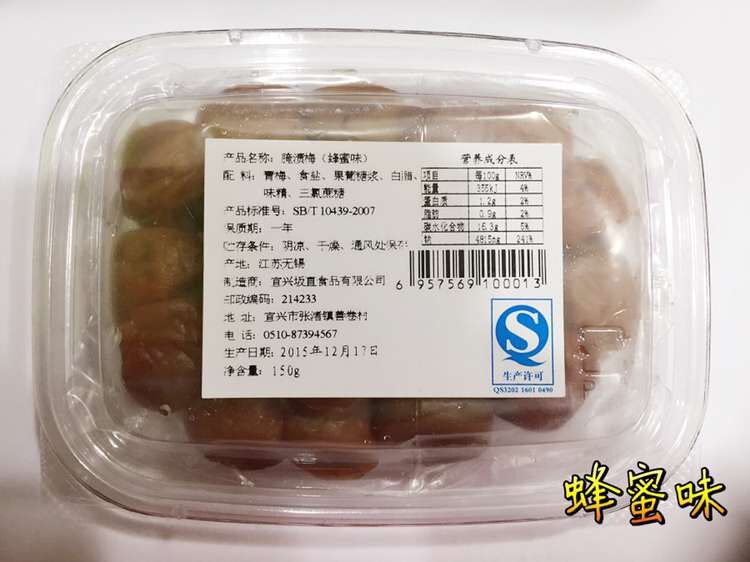 产品名称: 腌渍梅（蜂蜜味）
配 料: 青梅、食盐、果葡糖浆、白醋、
味精、三氯蔗糖
产品标准号: SB/T 10439-2007
保质期: 一年
贮存条件: 阴凉、干燥、通风处保存
产地: 江苏无锡
制造商: 宜兴坂直食品有限公司
邮政编码: 214233
地 址: 宜兴市张渚镇善卷村
电 话: 0510-87394567
生产日期: 2015年12月17日
净含量: 150g
营养成分表
项目 每100g NRV%
能量 355kJ 4%
蛋白质 1.2g 2%
脂肪 0.9g 2%
碳水化合物 16.3g 5%
钠 4815mg 241%
6 957569 100013
生产许可
QS3202 1601 0490
蜂蜜味